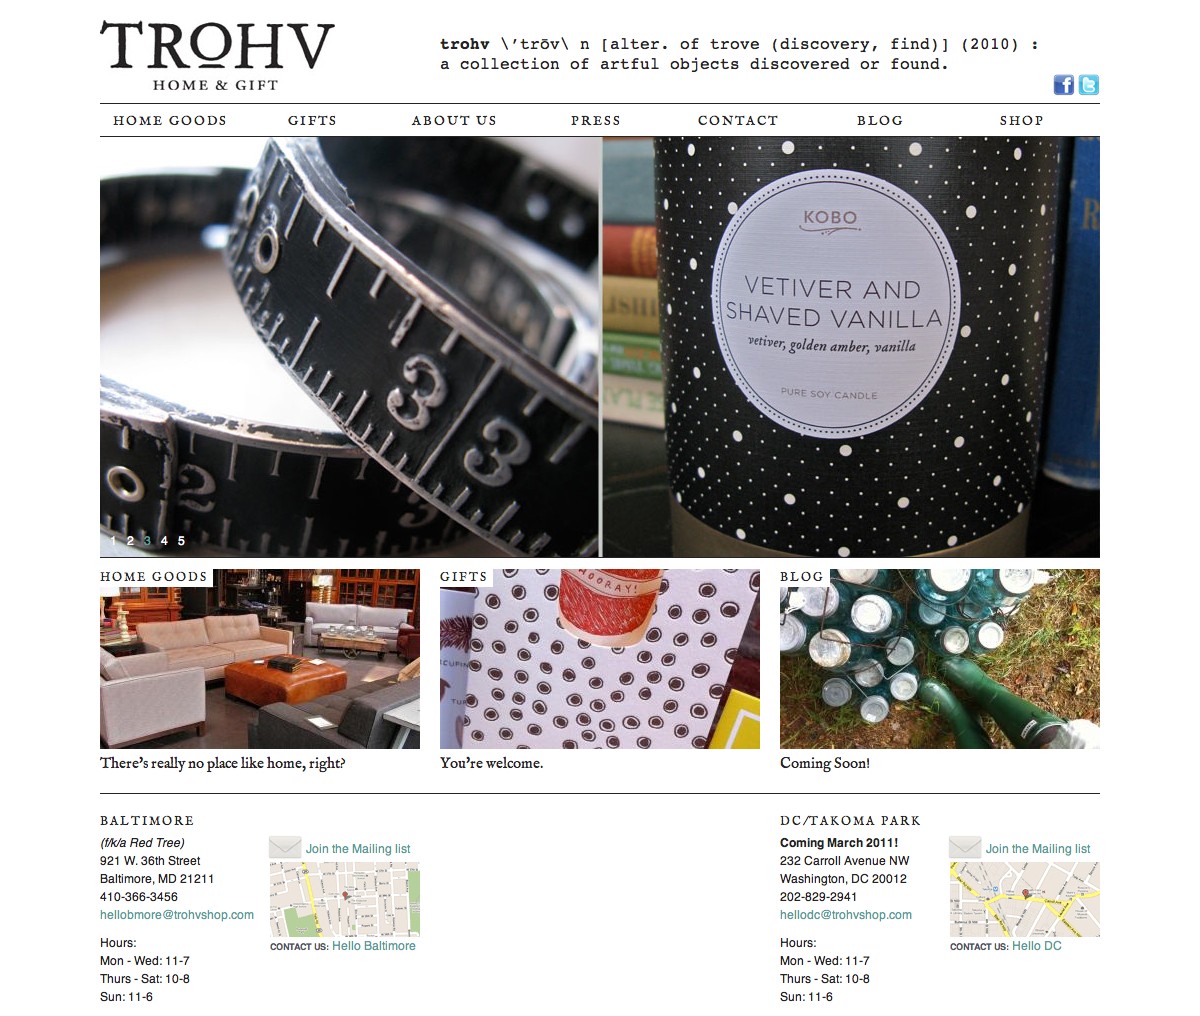 TROHV
HOME & GIFT
trohv \'trōv\ n [alter. of trove (discovery, find)] (2010) :
a collection of artful objects discovered or found.
HOME GOODS GIFTS ABOUT US PRESS CONTACT BLOG SHOP
KOBO
VETIVER AND
SHAVED VANILLA
vetiver, golden amber, vanilla
PURE SOY CANDLE
3
3
2
3
1 2 3 4 5
HOME GOODS
GIFTS
HOORAY!
BLOG
There's really no place like home, right?
You're welcome.
Coming Soon!
BALTIMORE
(f/k/a Red Tree)
921 W. 36th Street
Baltimore, MD 21211
410-366-3456
hellobmore@trohvshop.com
Hours:
Mon - Wed: 11-7
Thurs - Sat: 10-8
Sun: 11-6
Join the Mailing list
CONTACT US: Hello Baltimore
DC/TAKOMA PARK
Coming March 2011!
232 Carroll Avenue NW
Washington, DC 20012
202-829-2941
hellodc@trohvshop.com
Hours:
Mon - Wed: 11-7
Thurs - Sat: 10-8
Sun: 11-6
Join the Mailing list
CONTACT US: Hello DC